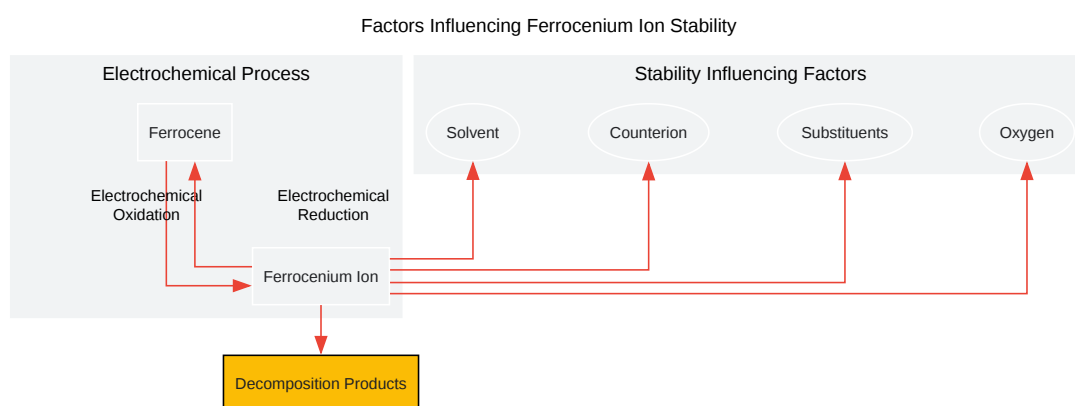 Factors Influencing Ferrocenium Ion Stability
Electrochemical Process
Stability Influencing Factors
Ferrocene
Solvent
Counterion
Substituents
Oxygen
Electrochemical
Oxidation
Electrochemical
Reduction
Ferrocenium Ion
Decomposition Products